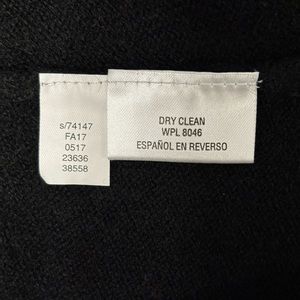 s/74147
FA17
0517
23636
38558
DRY CLEAN
WPL 8046
ESPAÑOL EN REVERSO